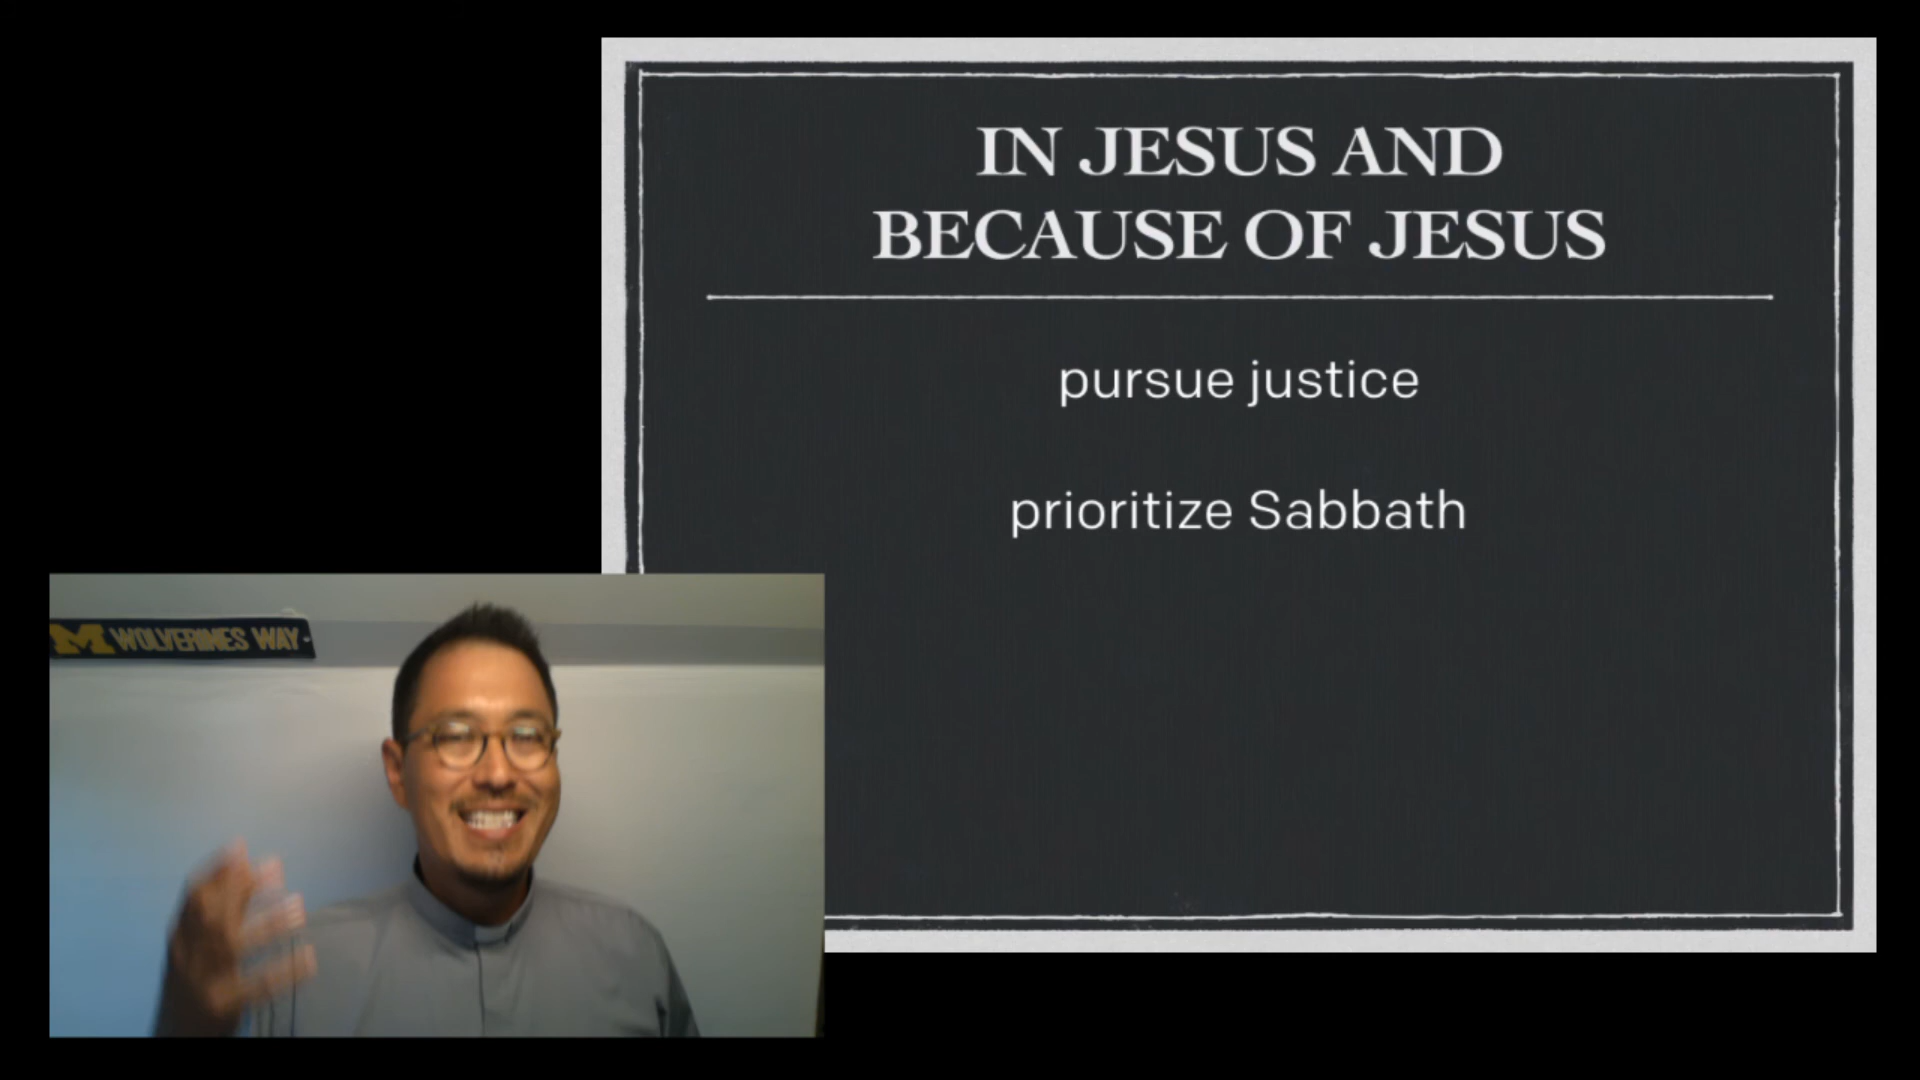 IN JESUS AND
BECAUSE OF JESUS
pursue justice
prioritize Sabbath
M WOLVERINES WAY